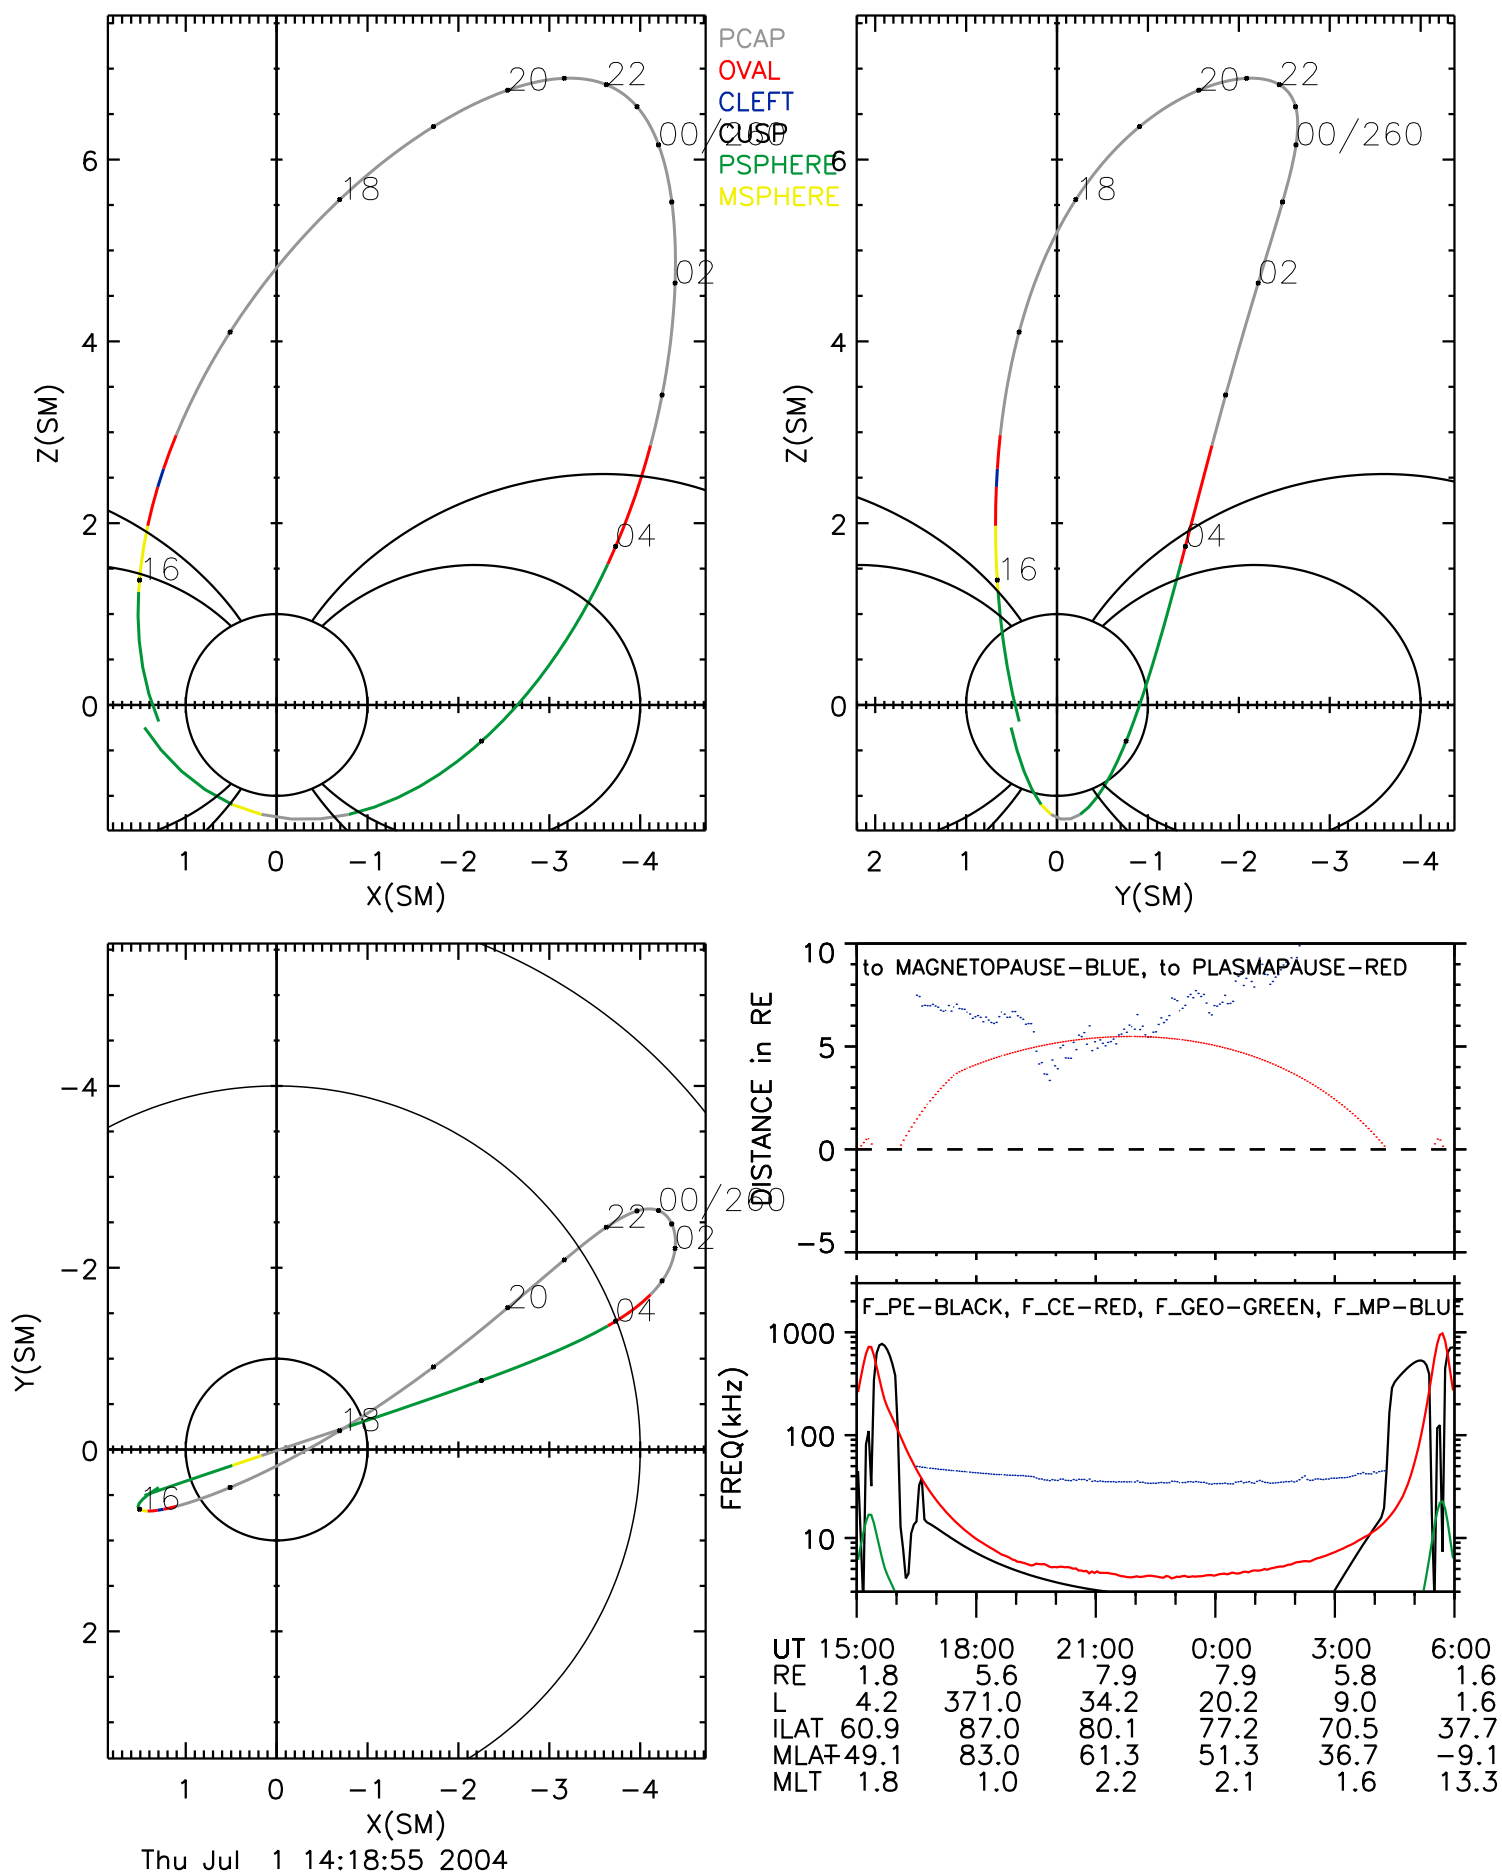 PCAP
OVAL
CLEFT
CUSP
PSPHERE
MSPHERE
20
22
00/260
18
02
04
16
6
4
2
0
Z(SM)
1 0 -1 -2 -3 -4
X(SM)
20
22
00/260
18
02
04
16
6
4
2
0
Z(SM)
2 1 0 -1 -2 -3 -4
Y(SM)
-4
-2
0
2
Y(SM)
00/260
22
02
20
04
18
16
1 0 -1 -2 -3 -4
X(SM)
to MAGNETOPAUSE-BLUE, to PLASMAPAUSE-RED
10
5
0
-5
DISTANCE in RE
F_PE-BLACK, F_CE-RED, F_GEO-GREEN, F_MP-BLUE
1000
100
10
FREQ(kHz)
UT 15:00 18:00 21:00 0:00 3:00 6:00
RE 1.8 5.6 7.9 7.9 5.8 1.6
L 4.2 371.0 34.2 20.2 9.0 1.6
ILAT 60.9 87.0 80.1 77.2 70.5 37.7
MLAT -49.1 83.0 61.3 51.3 36.7 -9.1
MLT 1.8 1.0 2.2 2.1 1.6 13.3
Thu Jul 1 14:18:55 2004